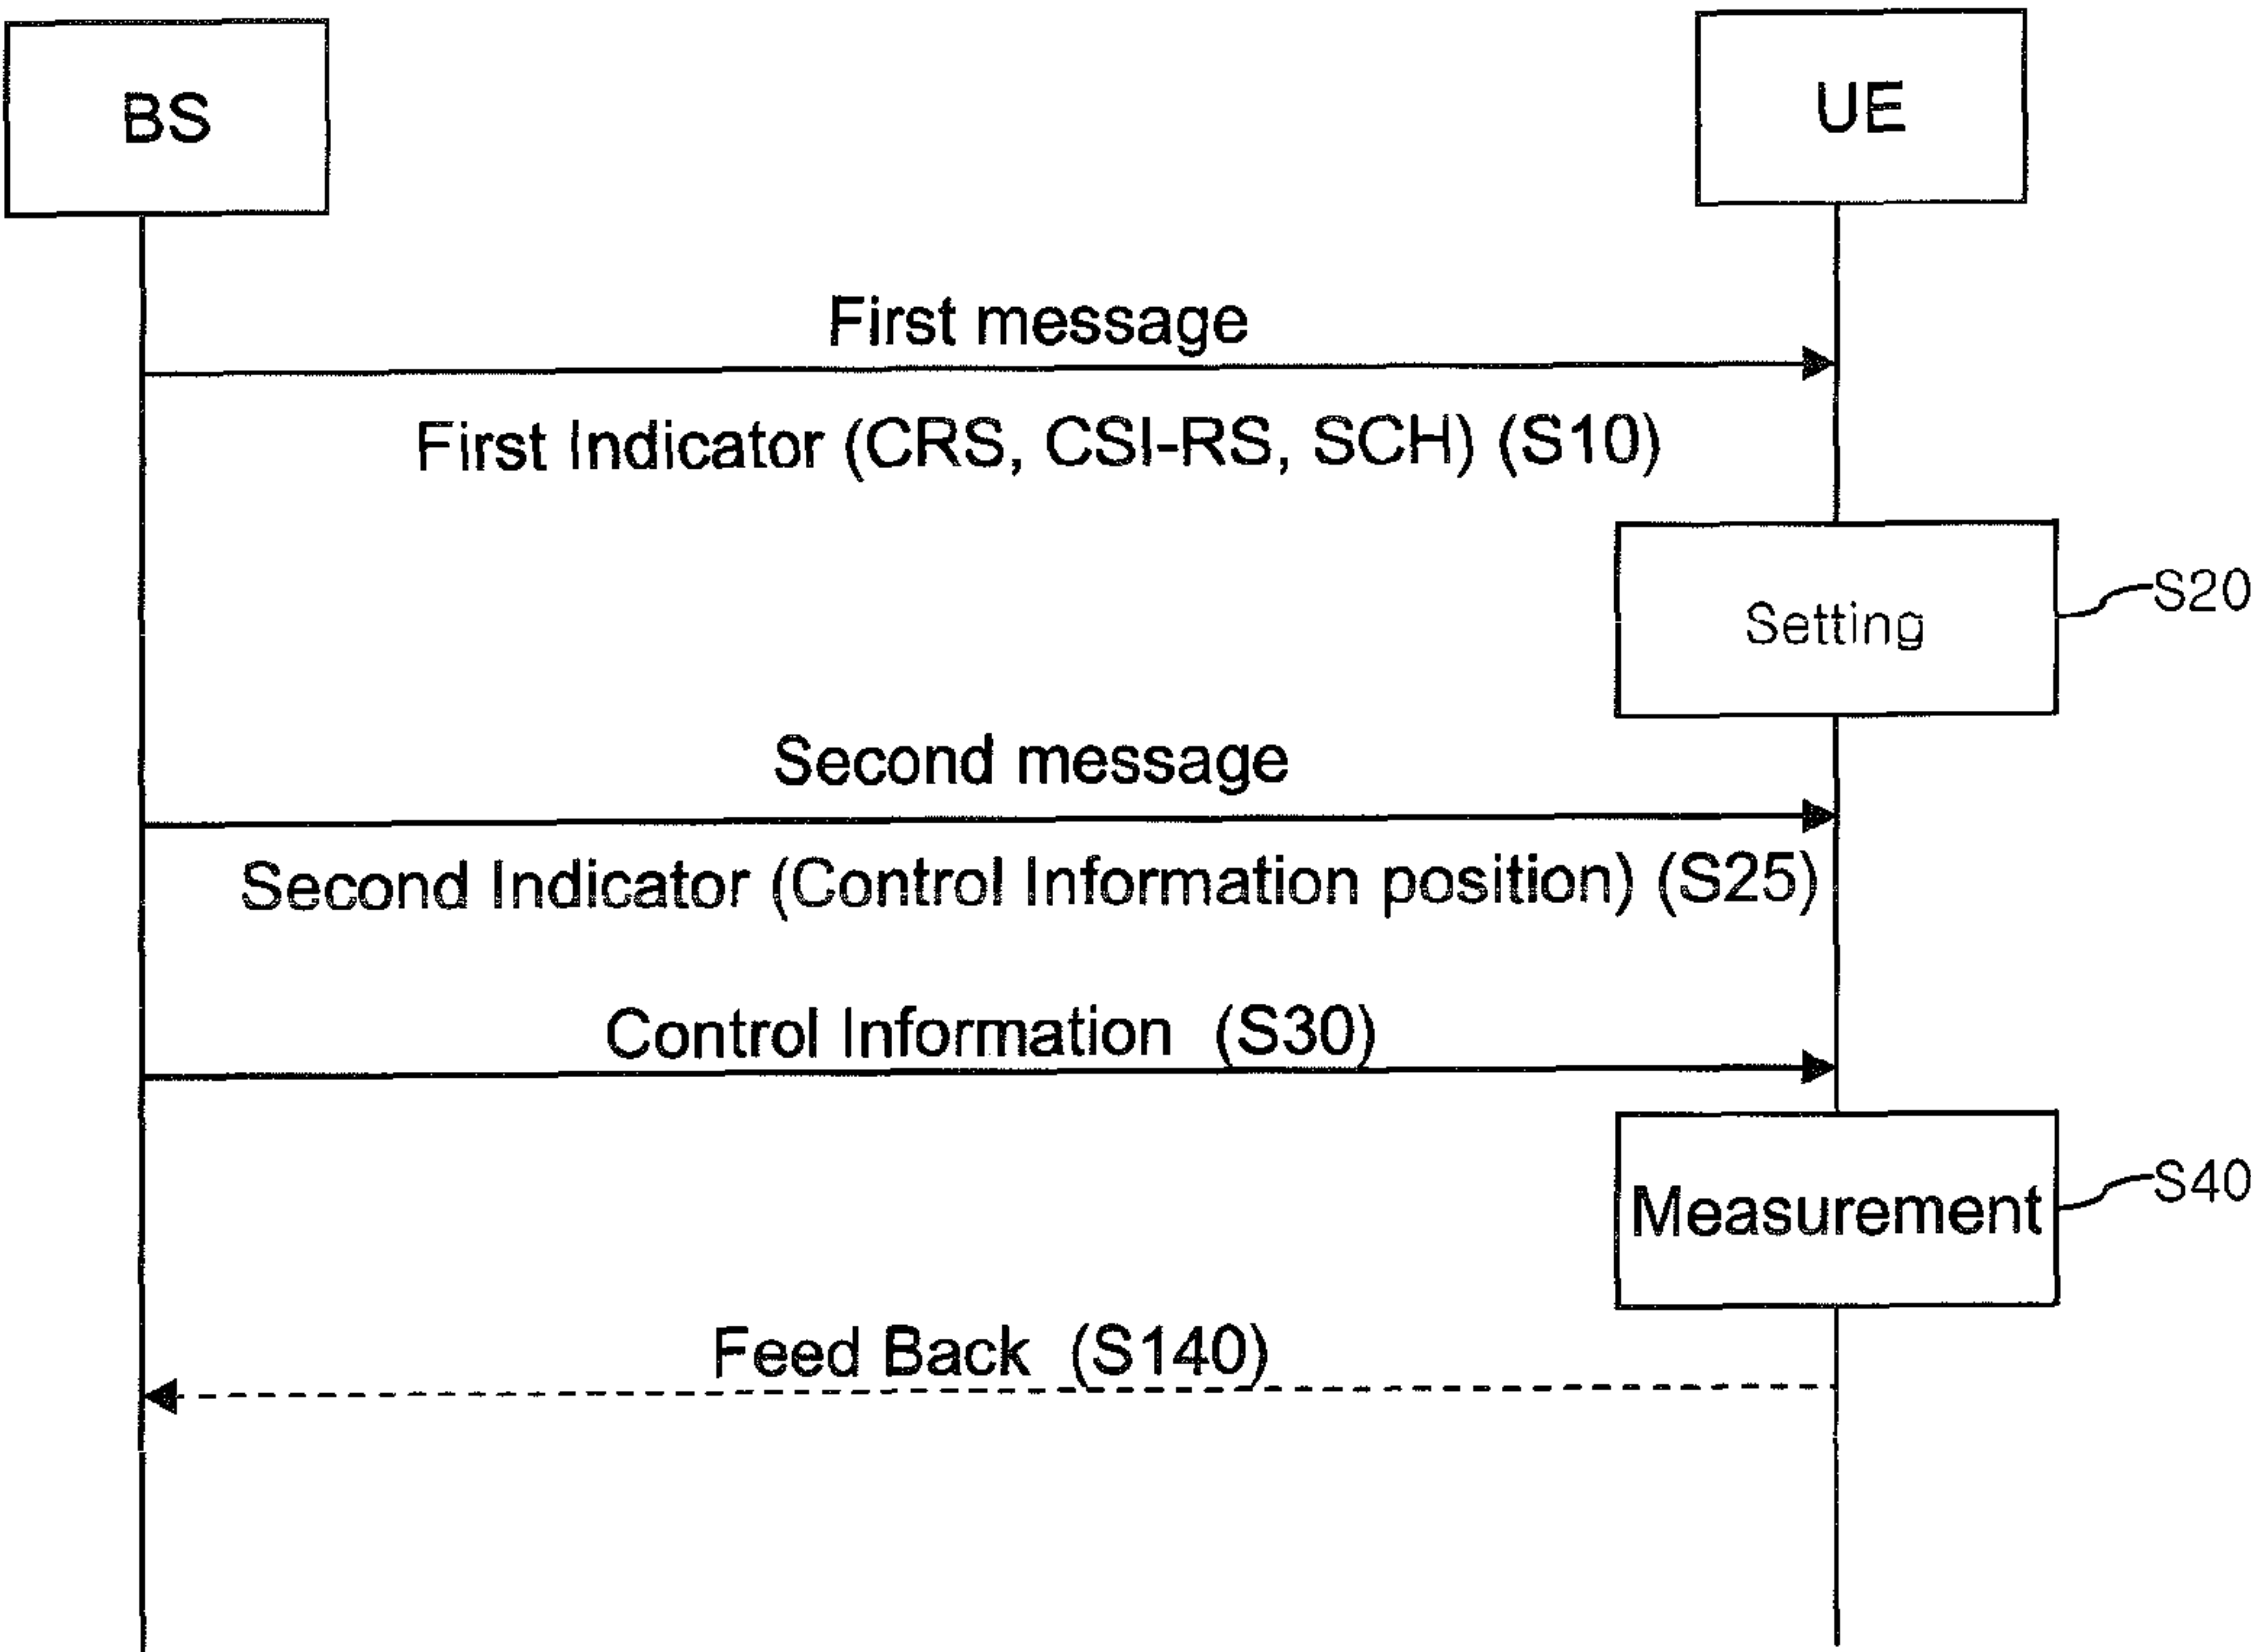 BS
UE
First message
First Indicator (CRS, CSI-RS, SCH) (S10)
Setting
S20
Second message
Second Indicator (Control Information position) (S25)
Control Information (S30)
Measurement
S40
Feed Back (S140)